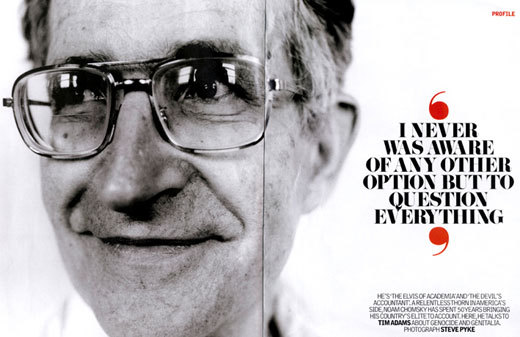 PROFILE
I NEVER
WAS AWARE
OF ANY OTHER
OPTION BUT TO
QUESTION
EVERYTHING
HE'S 'THE ELVIS OF ACADEMIA' AND 'THE DEVIL'S
ACCOUNTANT'. A RELENTLESS THORN IN AMERICA'S
SIDE, NOAM CHOMSKY HAS SPENT 50 YEARS BRINGING
HIS COUNTRY'S ELITE TO ACCOUNT. HERE, HE TALKS TO
TIM ADAMS ABOUT GENOCIDE AND GENITALIA.
PHOTOGRAPH STEVE PYKE